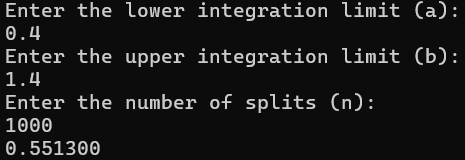 Enter the lower integration limit (a):
0.4
Enter the upper integration limit (b):
1.4
Enter the number of splits (n):
1000
0.551300